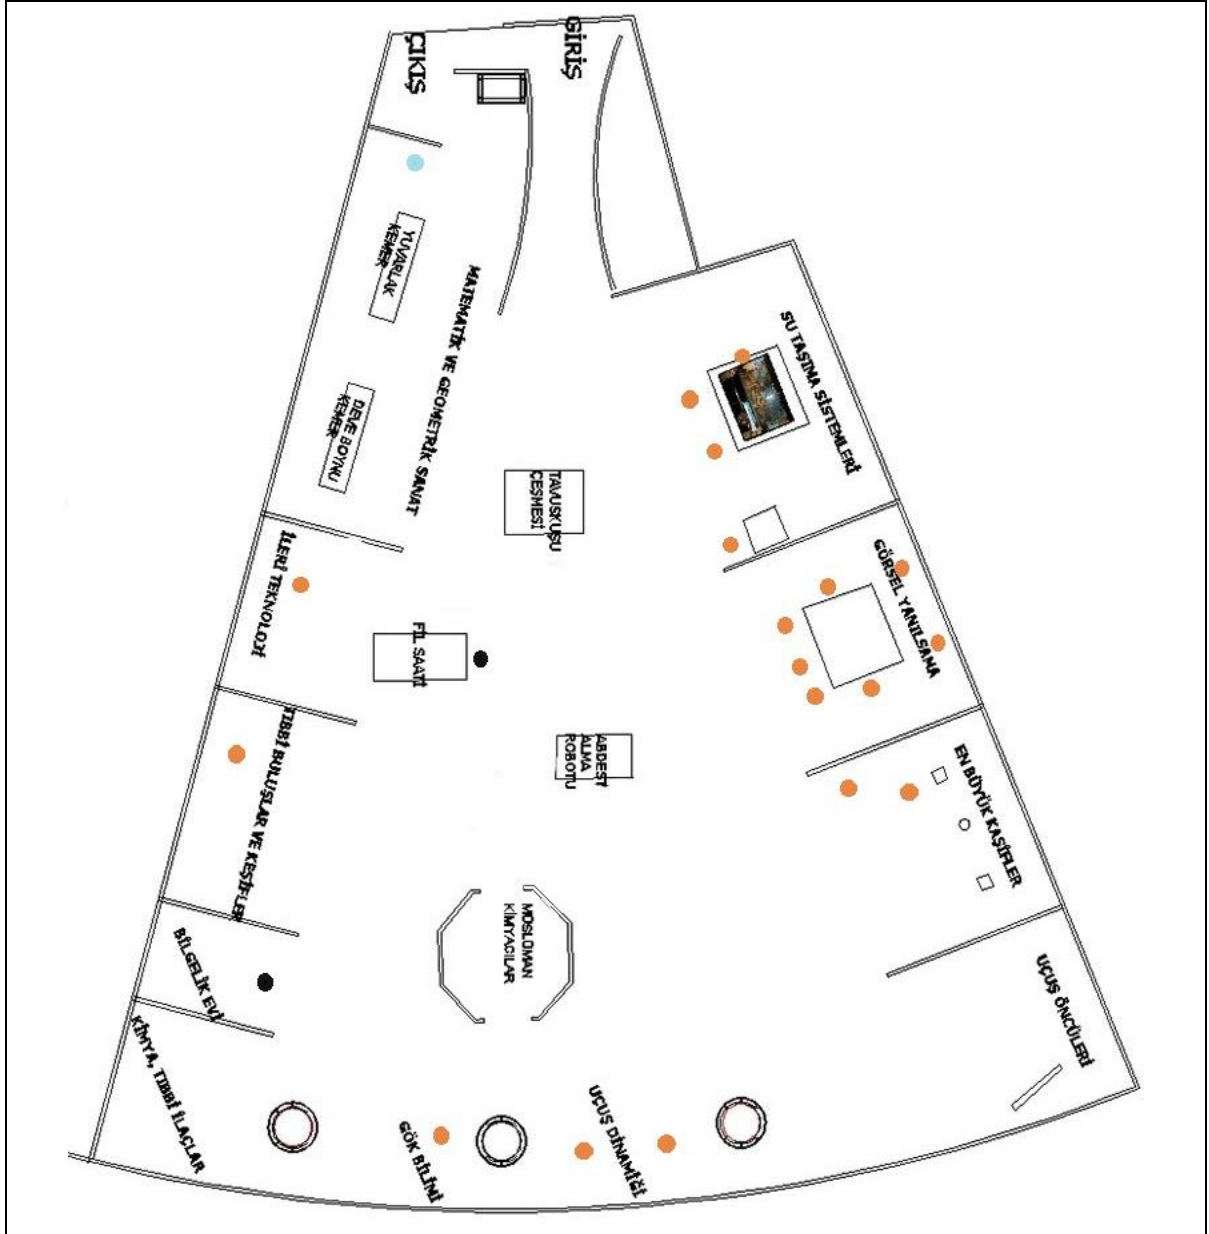 ÇIKIŞ
GİRİŞ
YUVARLAK
KEMER
MATEMATİK VE GEOMETRİK SANAT
SU TAŞIMA SİSTEMLERİ
DEVE BOYNU
KEMER
TAVUSKUŞU
ÇEŞMESİ
İLERİ TEKNOLOJİ
GÖRSEL YANILSAMA
FİL SAATİ
TIBBİ BULUŞLAR VE KEŞİFLER
ABDEST
ALMA
ROBOTU
EN BÜYÜK KAŞİFLER
MÜSLÜMAN
KİMYACILAR
BİLGELİK EVİ
UÇUŞ ÖNCÜLERİ
KİMYA, TIBBİ İLAÇLAR
GÖK BİLİMİ
UÇUŞ DİNAMİĞİ